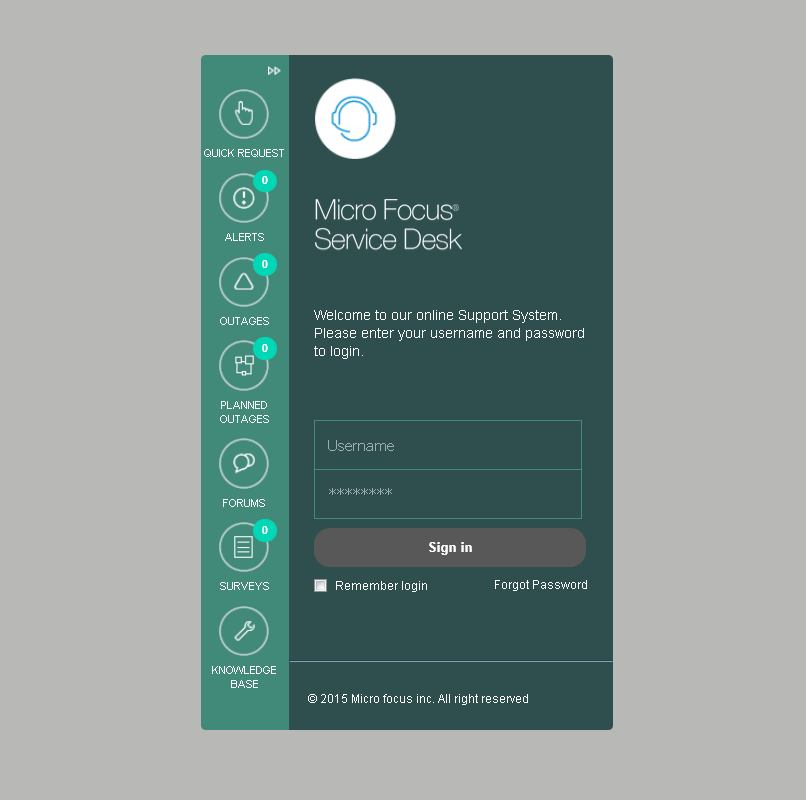 QUICK REQUEST
0
ALERTS
0
OUTAGES
0
PLANNED
OUTAGES
FORUMS
0
SURVEYS
KNOWLEDGE
BASE
Micro Focus®
Service Desk
Welcome to our online Support System.
Please enter your username and password
to login.
Username
********
Sign in
Remember login
Forgot Password
© 2015 Micro focus inc. All right reserved